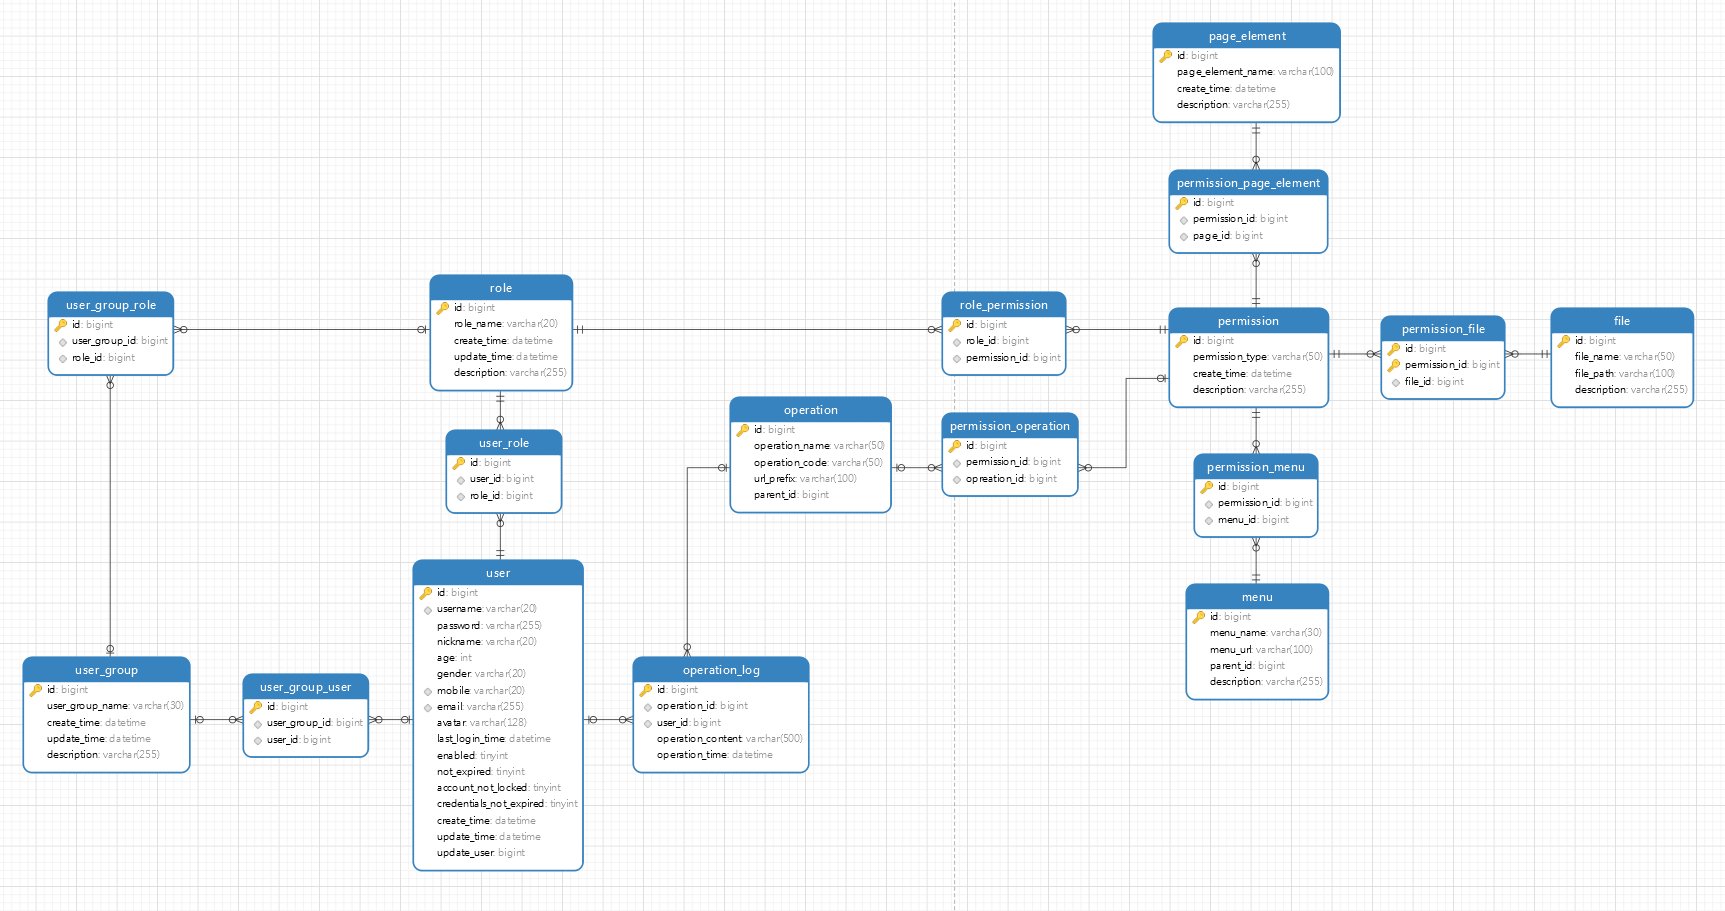 page_element
id: bigint
page_element_name: varchar(100)
create_time: datetime
description: varchar(255)
permission_page_element
id: bigint
permission_id: bigint
page_id: bigint
user_group_role
id: bigint
user_group_id: bigint
role_id: bigint
role
id: bigint
role_name: varchar(20)
create_time: datetime
update_time: datetime
description: varchar(255)
role_permission
id: bigint
role_id: bigint
permission_id: bigint
permission
id: bigint
permission_type: varchar(50)
create_time: datetime
description: varchar(255)
permission_file
id: bigint
permission_id: bigint
file_id: bigint
file
id: bigint
file_name: varchar(50)
file_path: varchar(100)
description: varchar(255)
user_role
id: bigint
user_id: bigint
role_id: bigint
operation
id: bigint
operation_name: varchar(50)
operation_code: varchar(50)
url_prefix: varchar(100)
parent_id: bigint
permission_operation
id: bigint
permission_id: bigint
opreation_id: bigint
permission_menu
id: bigint
permission_id: bigint
menu_id: bigint
user
id: bigint
username: varchar(20)
password: varchar(255)
nickname: varchar(20)
age: int
gender: varchar(20)
mobile: varchar(20)
email: varchar(255)
avatar: varchar(128)
last_login_time: datetime
enabled: tinyint
not_expired: tinyint
account_not_locked: tinyint
credentials_not_expired: tinyint
create_time: datetime
update_time: datetime
update_user: bigint
menu
id: bigint
menu_name: varchar(30)
menu_url: varchar(100)
parent_id: bigint
description: varchar(255)
user_group
id: bigint
user_group_name: varchar(30)
create_time: datetime
update_time: datetime
description: varchar(255)
user_group_user
id: bigint
user_group_id: bigint
user_id: bigint
operation_log
id: bigint
operation_id: bigint
user_id: bigint
operation_content: varchar(500)
operation_time: datetime